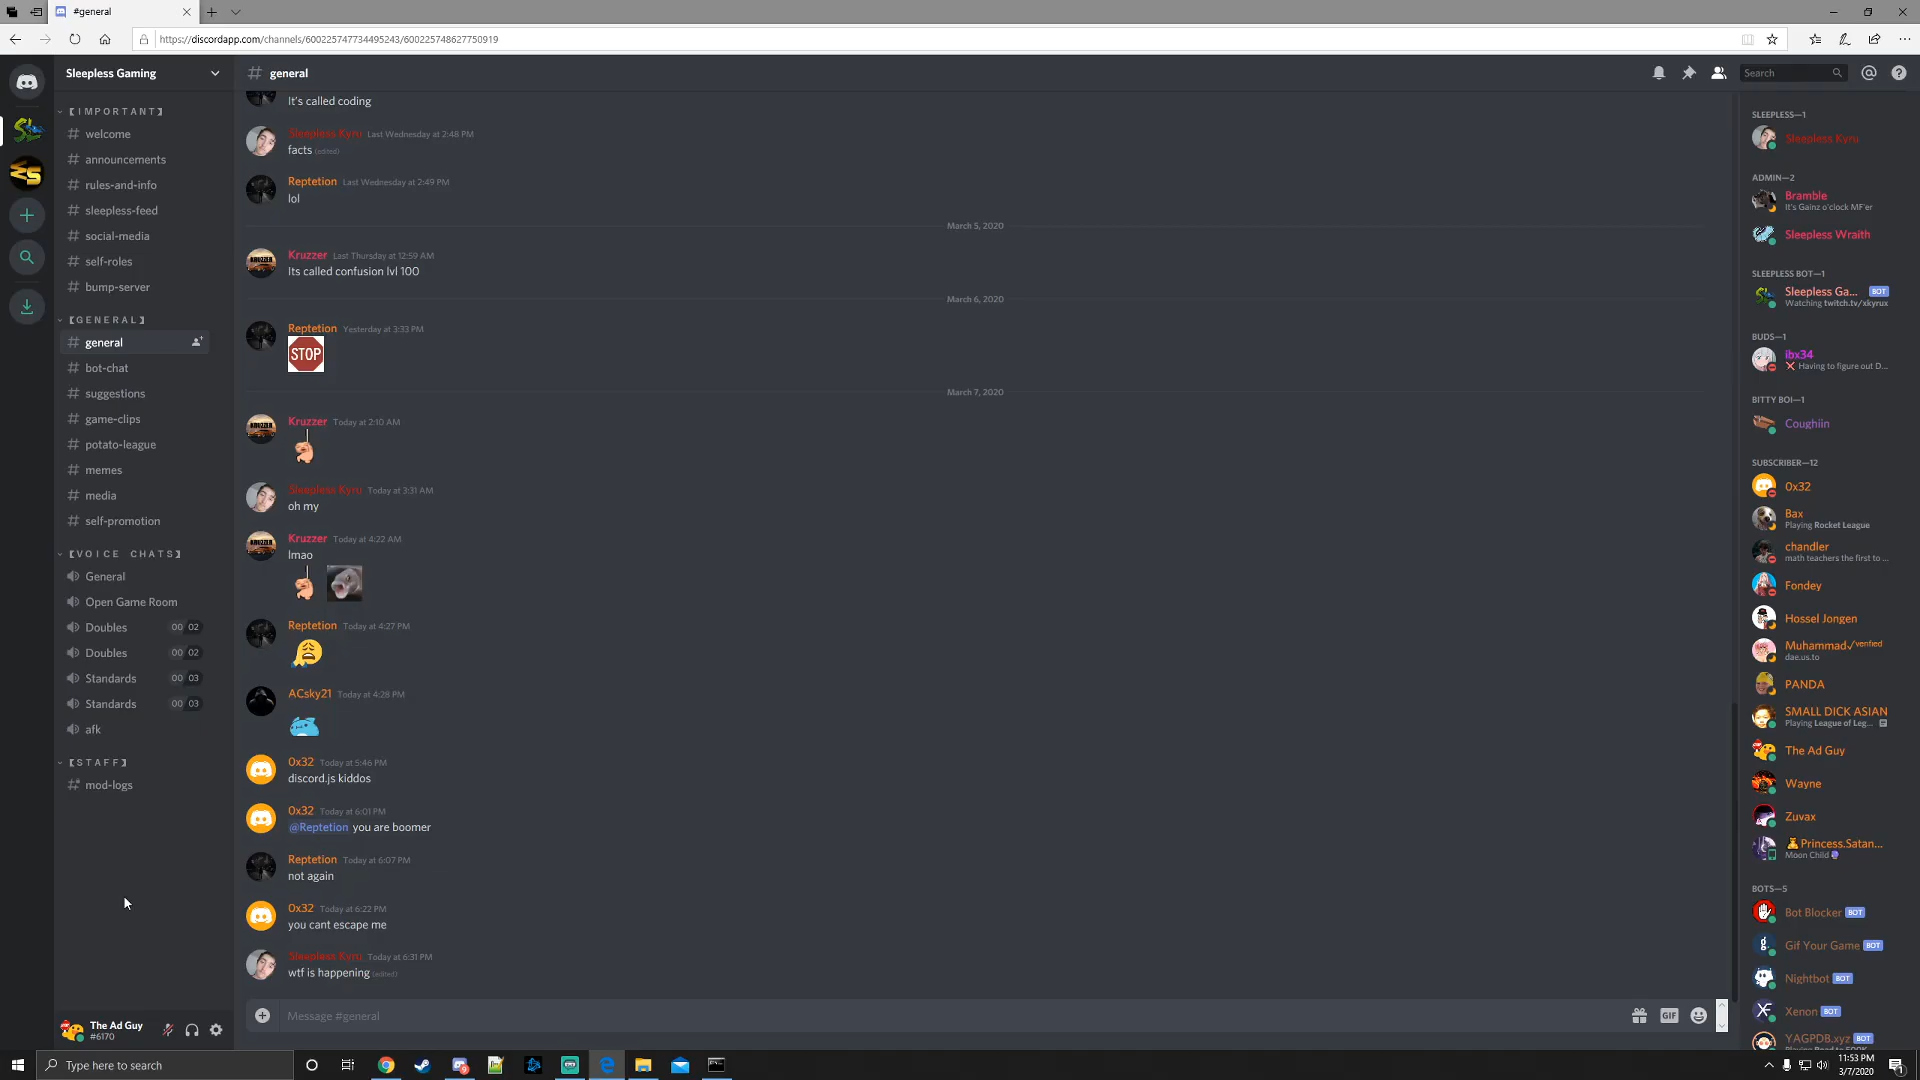 #general
https://discordapp.com/channels/600225747734495243/600225748627750919
Sleepless Gaming
# general
Search
【IMPORTANT】
# welcome
# announcements
# rules-and-info
# sleepless-feed
# social-media
# self-roles
# bump-server
【GENERAL】
# general
# bot-chat
# suggestions
# game-clips
# potato-league
# memes
# media
# self-promotion
【VOICE CHATS】
General
Open Game Room
Doubles 00 02
Doubles 00 02
Standards 00 03
Standards 00 03
afk
【STAFF】
# mod-logs
The Ad Guy
#6170
It's called coding
Sleepless Kyru Last Wednesday at 2:48 PM
facts (edited)
Reptetion Last Wednesday at 2:49 PM
lol
March 5, 2020
Kruzzer Last Thursday at 12:59 AM
Its called confusion lvl 100
March 6, 2020
Reptetion Yesterday at 3:33 PM
STOP
March 7, 2020
Kruzzer Today at 2:10 AM
Sleepless Kyru Today at 3:31 AM
oh my
Kruzzer Today at 4:22 AM
lmao
Reptetion Today at 4:27 PM
ACsky21 Today at 4:28 PM
0x32 Today at 5:46 PM
discord.js kiddos
0x32 Today at 6:01 PM
@Reptetion you are boomer
Reptetion Today at 6:07 PM
not again
0x32 Today at 6:22 PM
you cant escape me
Sleepless Kyru Today at 6:31 PM
wtf is happening (edited)
Message #general
GIF
SLEEPLESS—1
Sleepless Kyru
ADMIN—2
Bramble
It's Gainz o'clock MF'er
Sleepless Wraith
SLEEPLESS BOT—1
Sleepless Ga... BOT
Watching twitch.tv/xkyrux
BUDS—1
ibx34
Having to figure out D...
BITTY BOI—1
Coughiin
SUBSCRIBER—12
0x32
Bax
Playing Rocket League
chandler
math teachers the first to ...
Fondey
Hossel Jongen
Muhammad✓ᵛᵉʳᶦᶠᶦᵉᵈ
dae.us.to
PANDA
SMALL DICK ASIAN
Playing League of Leg...
The Ad Guy
Wayne
Zuvax
Princess.Satan...
Moon Child
BOTS—5
Bot Blocker BOT
Gif Your Game BOT
Nightbot BOT
Xenon BOT
YAGPDB.xyz BOT
Type here to search
11:53 PM
3/7/2020